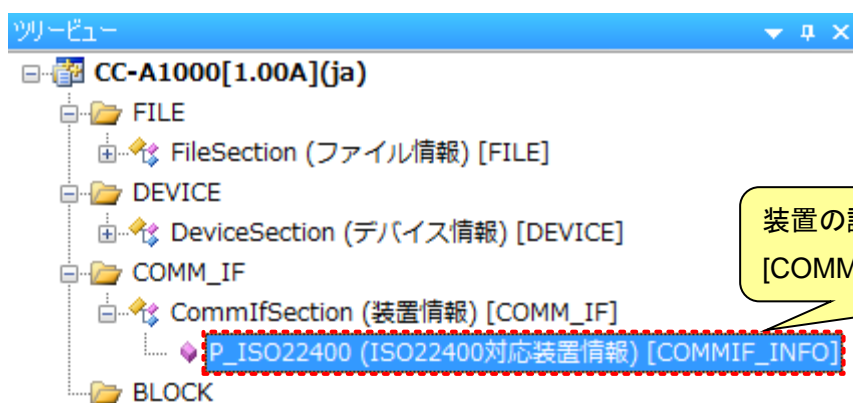 ツリービュー
CC-A1000[1.00A](ja)
FILE
FileSection (ファイル情報) [FILE]
DEVICE
DeviceSection (デバイス情報) [DEVICE]
装置の
[COMM
COMM_IF
CommIfSection (装置情報) [COMM_IF]
P_ISO22400 (ISO22400対応装置情報) [COMMIF_INFO]
BLOCK